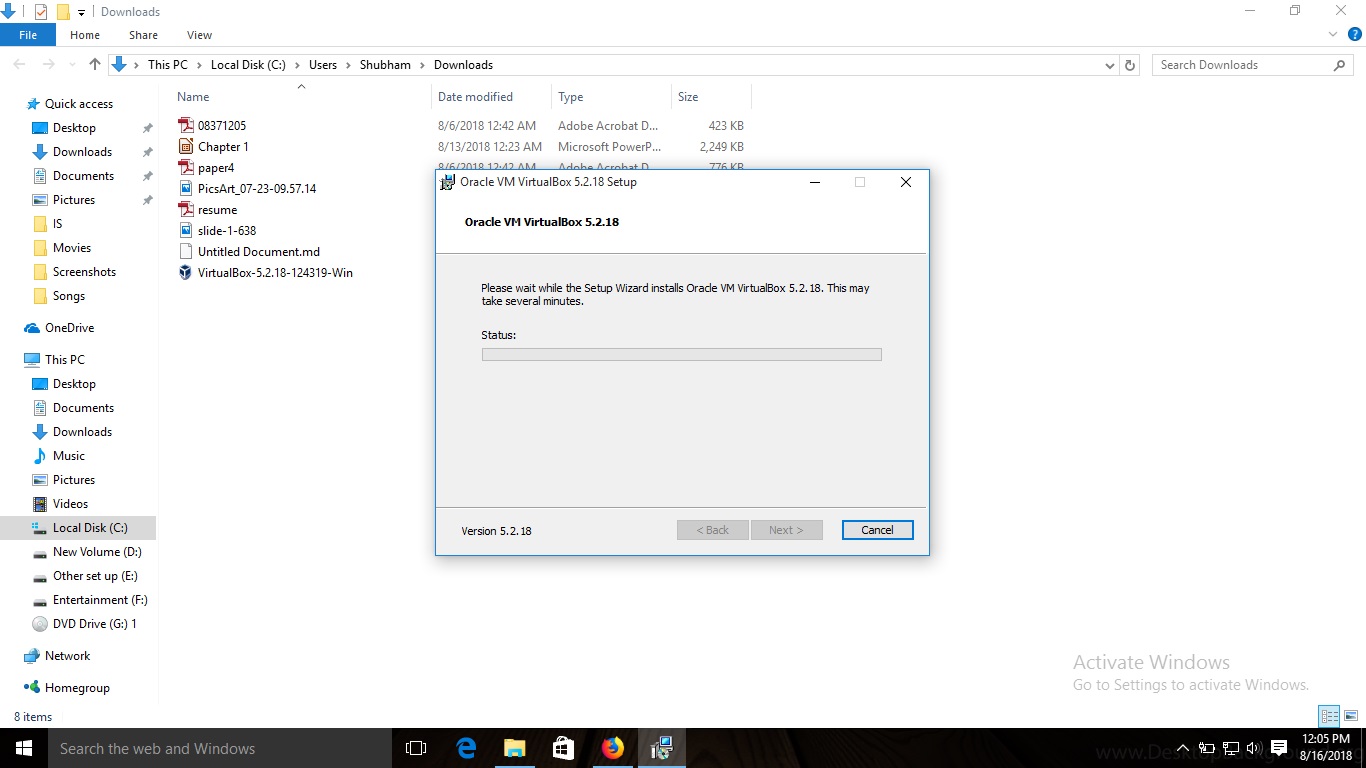 Downloads
File Home Share View
This PC Local Disk (C:) Users Shubham Downloads
Search Downloads
Quick access
Desktop
Downloads
Documents
Pictures
IS
Movies
Screenshots
Songs
OneDrive
This PC
Desktop
Documents
Downloads
Music
Pictures
Videos
Local Disk (C:)
New Volume (D:)
Other set up (E:)
Entertainment (F:)
DVD Drive (G:) 1
Network
Homegroup
Name Date modified Type Size
08371205 8/6/2018 12:42 AM Adobe Acrobat D... 423 KB
Chapter 1 8/13/2018 12:23 AM Microsoft PowerP... 2,249 KB
paper4 8/6/2018 12:42 AM Adobe Acrobat D... 776 KB
PicsArt_07-23-09.57.14
resume
slide-1-638
Untitled Document.md
VirtualBox-5.2.18-124319-Win
Oracle VM VirtualBox 5.2.18 Setup
Oracle VM VirtualBox 5.2.18
Please wait while the Setup Wizard installs Oracle VM VirtualBox 5.2.18. This may
take several minutes.
Status:
Version 5.2.18
< Back Next > Cancel
Activate Windows
Go to Settings to activate Windows.
8 items
Search the web and Windows
12:05 PM
8/16/2018